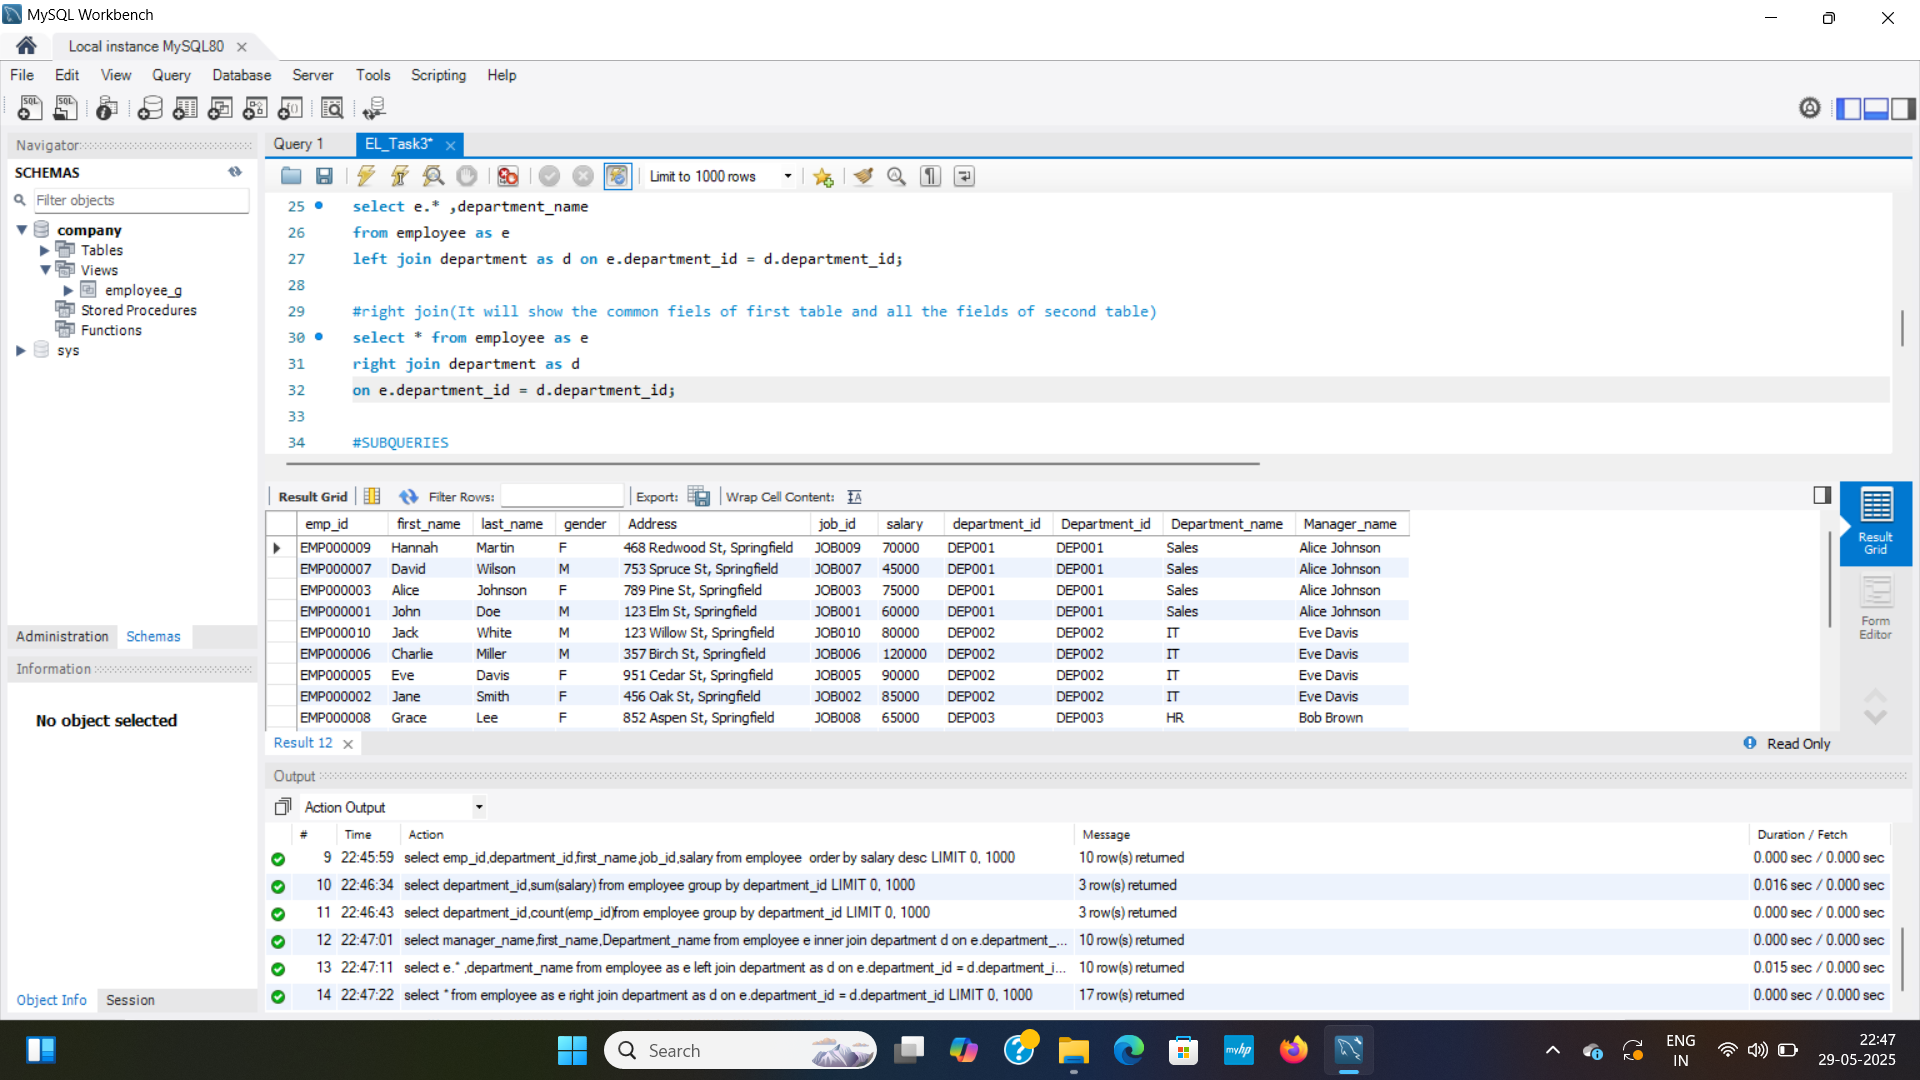 MySQL Workbench
Local instance MySQL80
File Edit View Query Database Server Tools Scripting Help
Navigator
SCHEMAS
Filter objects
company
Tables
Views
employee_g
Stored Procedures
Functions
sys
Administration Schemas
Information
No object selected
Object Info Session
Query 1 EL_Task3*
Limit to 1000 rows
25 select e.* ,department_name
26 from employee as e
27 left join department as d on e.department_id = d.department_id;
28
29 #right join(It will show the common fiels of first table and all the fields of second table)
30 select * from employee as e
31 right join department as d
32 on e.department_id = d.department_id;
33
34 #SUBQUERIES
Result Grid Filter Rows: Export: Wrap Cell Content:
emp_id first_name last_name gender Address job_id salary department_id Department_id Department_name Manager_name
EMP000009 Hannah Martin F 468 Redwood St, Springfield JOB009 70000 DEP001 DEP001 Sales Alice Johnson
EMP000007 David Wilson M 753 Spruce St, Springfield JOB007 45000 DEP001 DEP001 Sales Alice Johnson
EMP000003 Alice Johnson F 789 Pine St, Springfield JOB003 75000 DEP001 DEP001 Sales Alice Johnson
EMP000001 John Doe M 123 Elm St, Springfield JOB001 60000 DEP001 DEP001 Sales Alice Johnson
EMP000010 Jack White M 123 Willow St, Springfield JOB010 80000 DEP002 DEP002 IT Eve Davis
EMP000006 Charlie Miller M 357 Birch St, Springfield JOB006 120000 DEP002 DEP002 IT Eve Davis
EMP000005 Eve Davis F 951 Cedar St, Springfield JOB005 90000 DEP002 DEP002 IT Eve Davis
EMP000002 Jane Smith F 456 Oak St, Springfield JOB002 85000 DEP002 DEP002 IT Eve Davis
EMP000008 Grace Lee F 852 Aspen St, Springfield JOB008 65000 DEP003 DEP003 HR Bob Brown
Result
Grid
Form
Editor
Result 12
Read Only
Output
Action Output
# Time Action Message Duration / Fetch
9 22:45:59 select emp_id,department_id,first_name,job_id,salary from employee order by salary desc LIMIT 0, 1000 10 row(s) returned 0.000 sec / 0.000 sec
10 22:46:34 select department_id,sum(salary) from employee group by department_id LIMIT 0, 1000 3 row(s) returned 0.016 sec / 0.000 sec
11 22:46:43 select department_id,count(emp_id)from employee group by department_id LIMIT 0, 1000 3 row(s) returned 0.000 sec / 0.000 sec
12 22:47:01 select manager_name,first_name,Department_name from employee e inner join department d on e.department_... 10 row(s) returned 0.000 sec / 0.000 sec
13 22:47:11 select e.* ,department_name from employee as e left join department as d on e.department_id = d.department_i... 10 row(s) returned 0.015 sec / 0.000 sec
14 22:47:22 select * from employee as e right join department as d on e.department_id = d.department_id LIMIT 0, 1000 17 row(s) returned 0.000 sec / 0.000 sec
Search
myhp
ENG
IN
22:47
29-05-2025